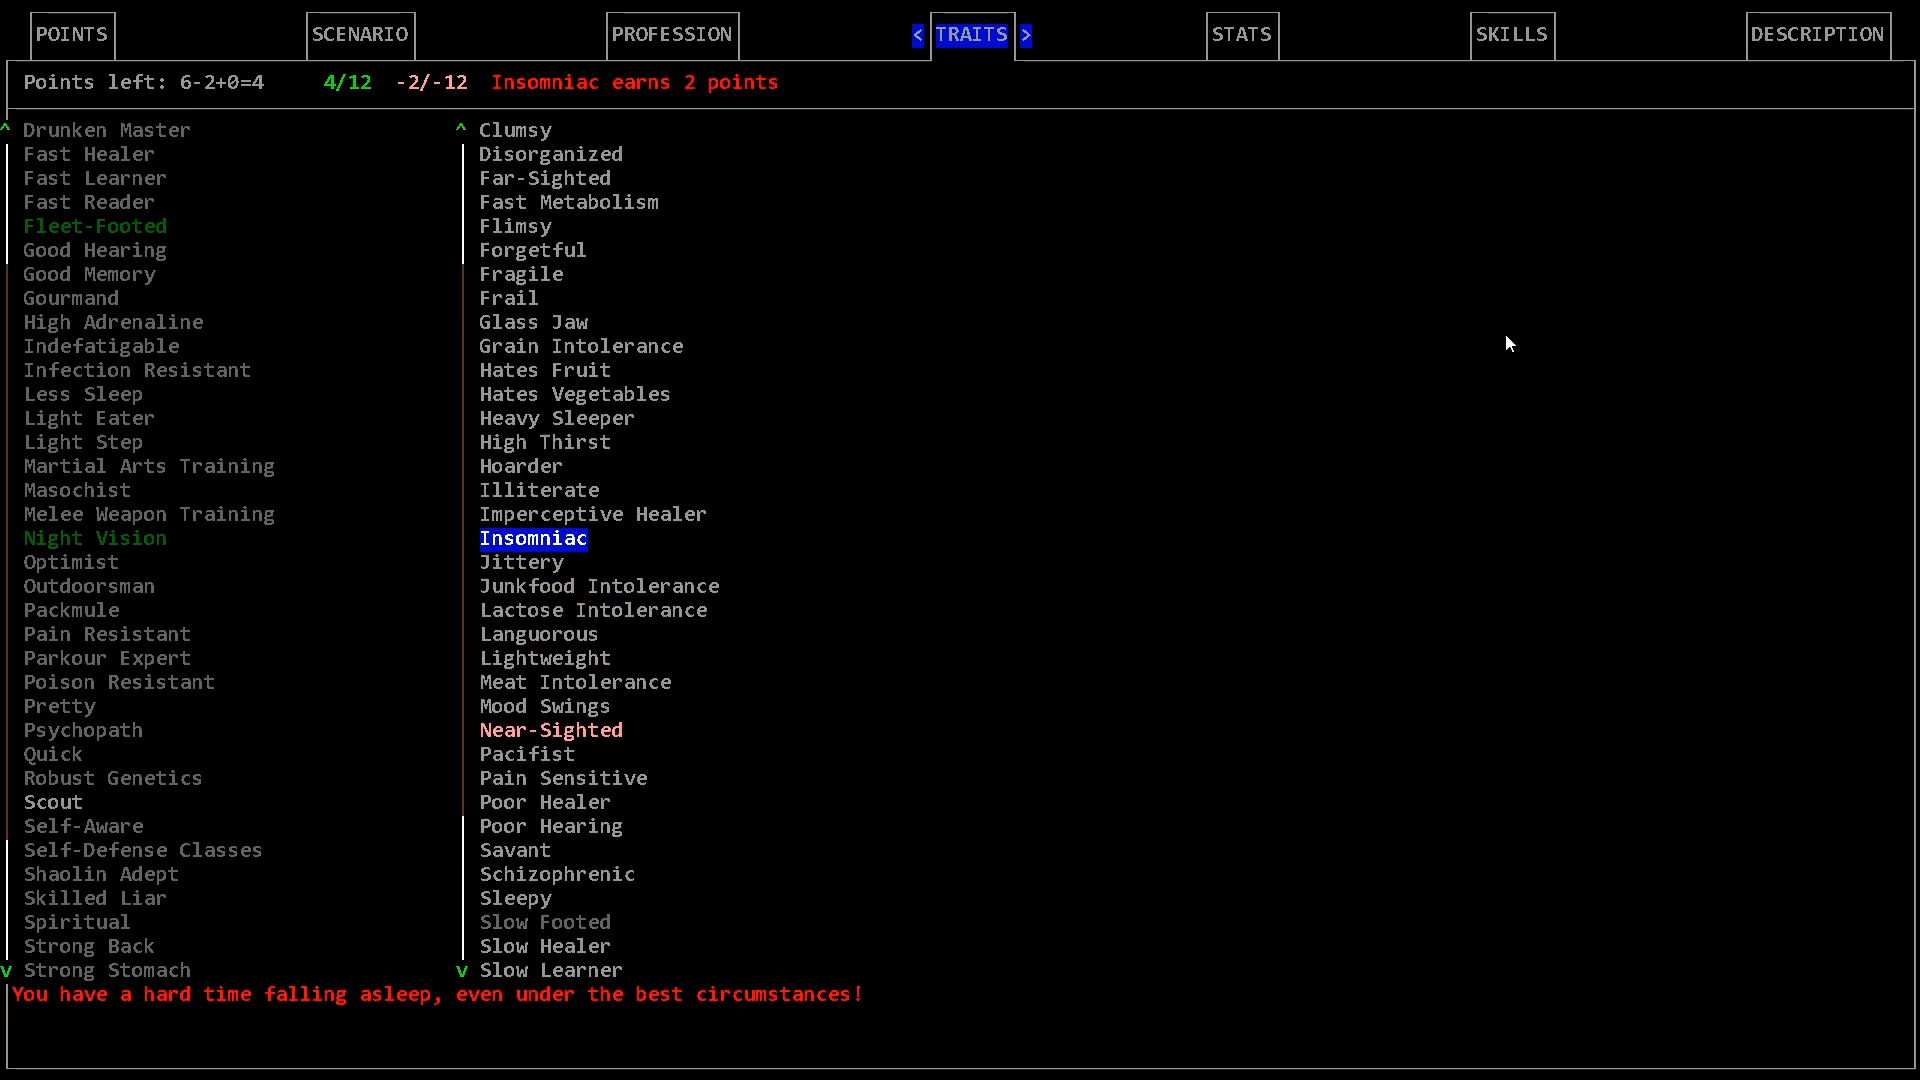 POINTS SCENARIO PROFESSION < TRAITS > STATS SKILLS DESCRIPTION
Points left: 6-2+0=4 4/12 -2/-12 Insomniac earns 2 points
^ Drunken Master ^ Clumsy
Fast Healer Disorganized
Fast Learner Far-Sighted
Fast Reader Fast Metabolism
Fleet-Footed Flimsy
Good Hearing Forgetful
Good Memory Fragile
Gourmand Frail
High Adrenaline Glass Jaw
Indefatigable Grain Intolerance
Infection Resistant Hates Fruit
Less Sleep Hates Vegetables
Light Eater Heavy Sleeper
Light Step High Thirst
Martial Arts Training Hoarder
Masochist Illiterate
Melee Weapon Training Imperceptive Healer
Night Vision Insomniac
Optimist Jittery
Outdoorsman Junkfood Intolerance
Packmule Lactose Intolerance
Pain Resistant Languorous
Parkour Expert Lightweight
Poison Resistant Meat Intolerance
Pretty Mood Swings
Psychopath Near-Sighted
Quick Pacifist
Robust Genetics Pain Sensitive
Scout Poor Healer
Self-Aware Poor Hearing
Self-Defense Classes Savant
Shaolin Adept Schizophrenic
Skilled Liar Sleepy
Spiritual Slow Footed
Strong Back Slow Healer
v Strong Stomach v Slow Learner
You have a hard time falling asleep, even under the best circumstances!